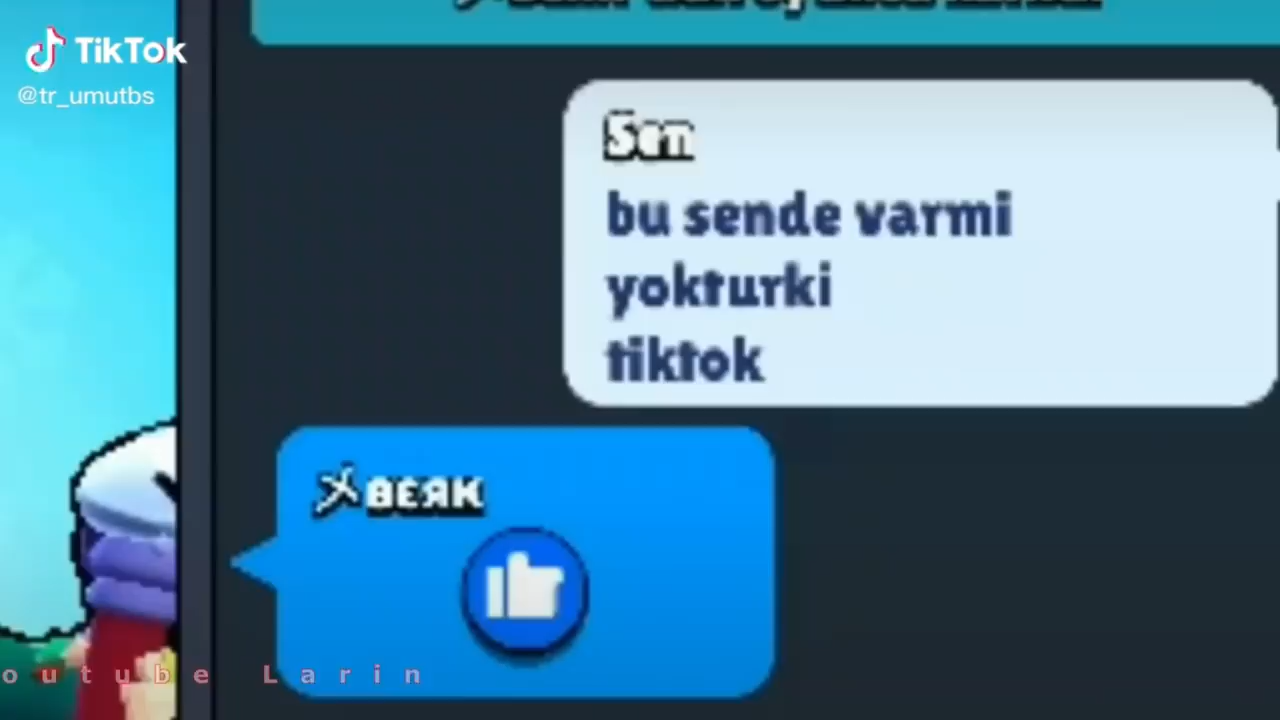 TikTok
@tr_umutbs
Sen
bu sende varmi
yokturki
tiktok
BERK
outube Larin